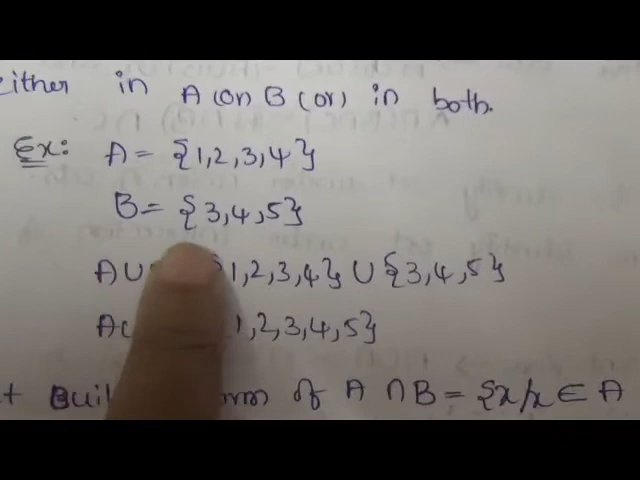 either in A (or) B (or) in both.
Ex: A = {1,2,3,4}
B = {3,4,5}
A U {1,2,3,4} U {3,4,5}
1,2,3,4,5}
of A ∩ B = {x/x ∈ A